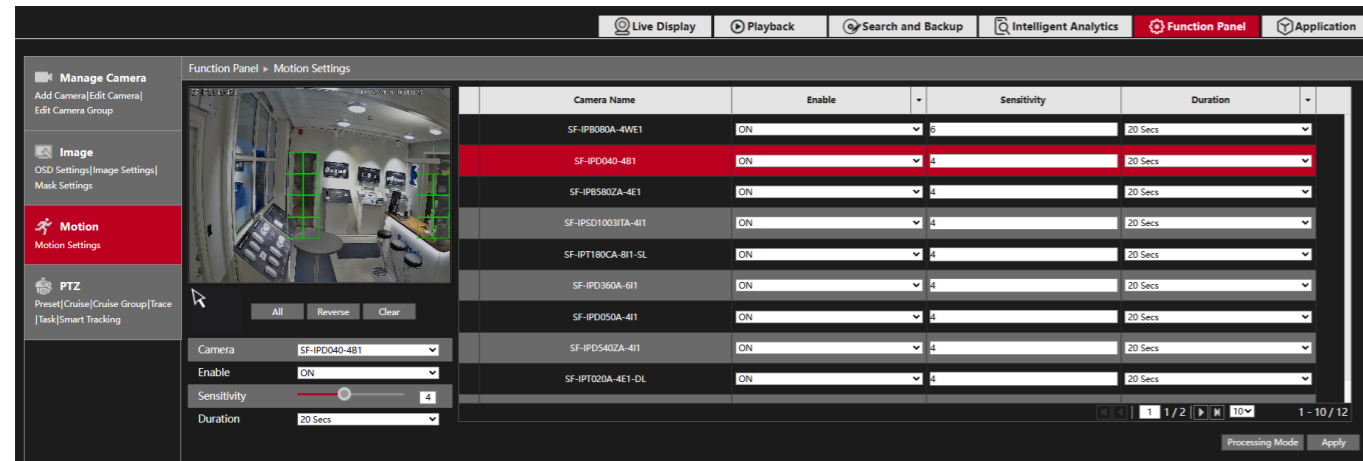 Live Display Playback Search and Backup Intelligent Analytics Function Panel Application
Manage Camera
Add Camera|Edit Camera|
Edit Camera Group
Image
OSD Settings|Image Settings|
Mask Settings
Motion
Motion Settings
PTZ
Preset|Cruise|Cruise Group|Trace
|Task|Smart Tracking
Function Panel ▸ Motion Settings
All Reverse Clear
Camera SF-IPD040-4B1
Enable ON
Sensitivity 4
Duration 20 Secs
Camera Name Enable Sensitivity Duration
SF-IPB080A-4WE1 ON 6 20 Secs
SF-IPD040-4B1 ON 4 20 Secs
SF-IPB580ZA-4E1 ON 4 20 Secs
SF-IPSD1003ITA-4I1 ON 4 20 Secs
SF-IPT180CA-8I1-SL ON 4 20 Secs
SF-IPD360A-6I1 ON 4 20 Secs
SF-IPD050A-4I1 ON 4 20 Secs
SF-IPD540ZA-4I1 ON 4 20 Secs
SF-IPT020A-4E1-DL ON 4 20 Secs
1 1 / 2 10 1 - 10 / 12
Processing Mode Apply